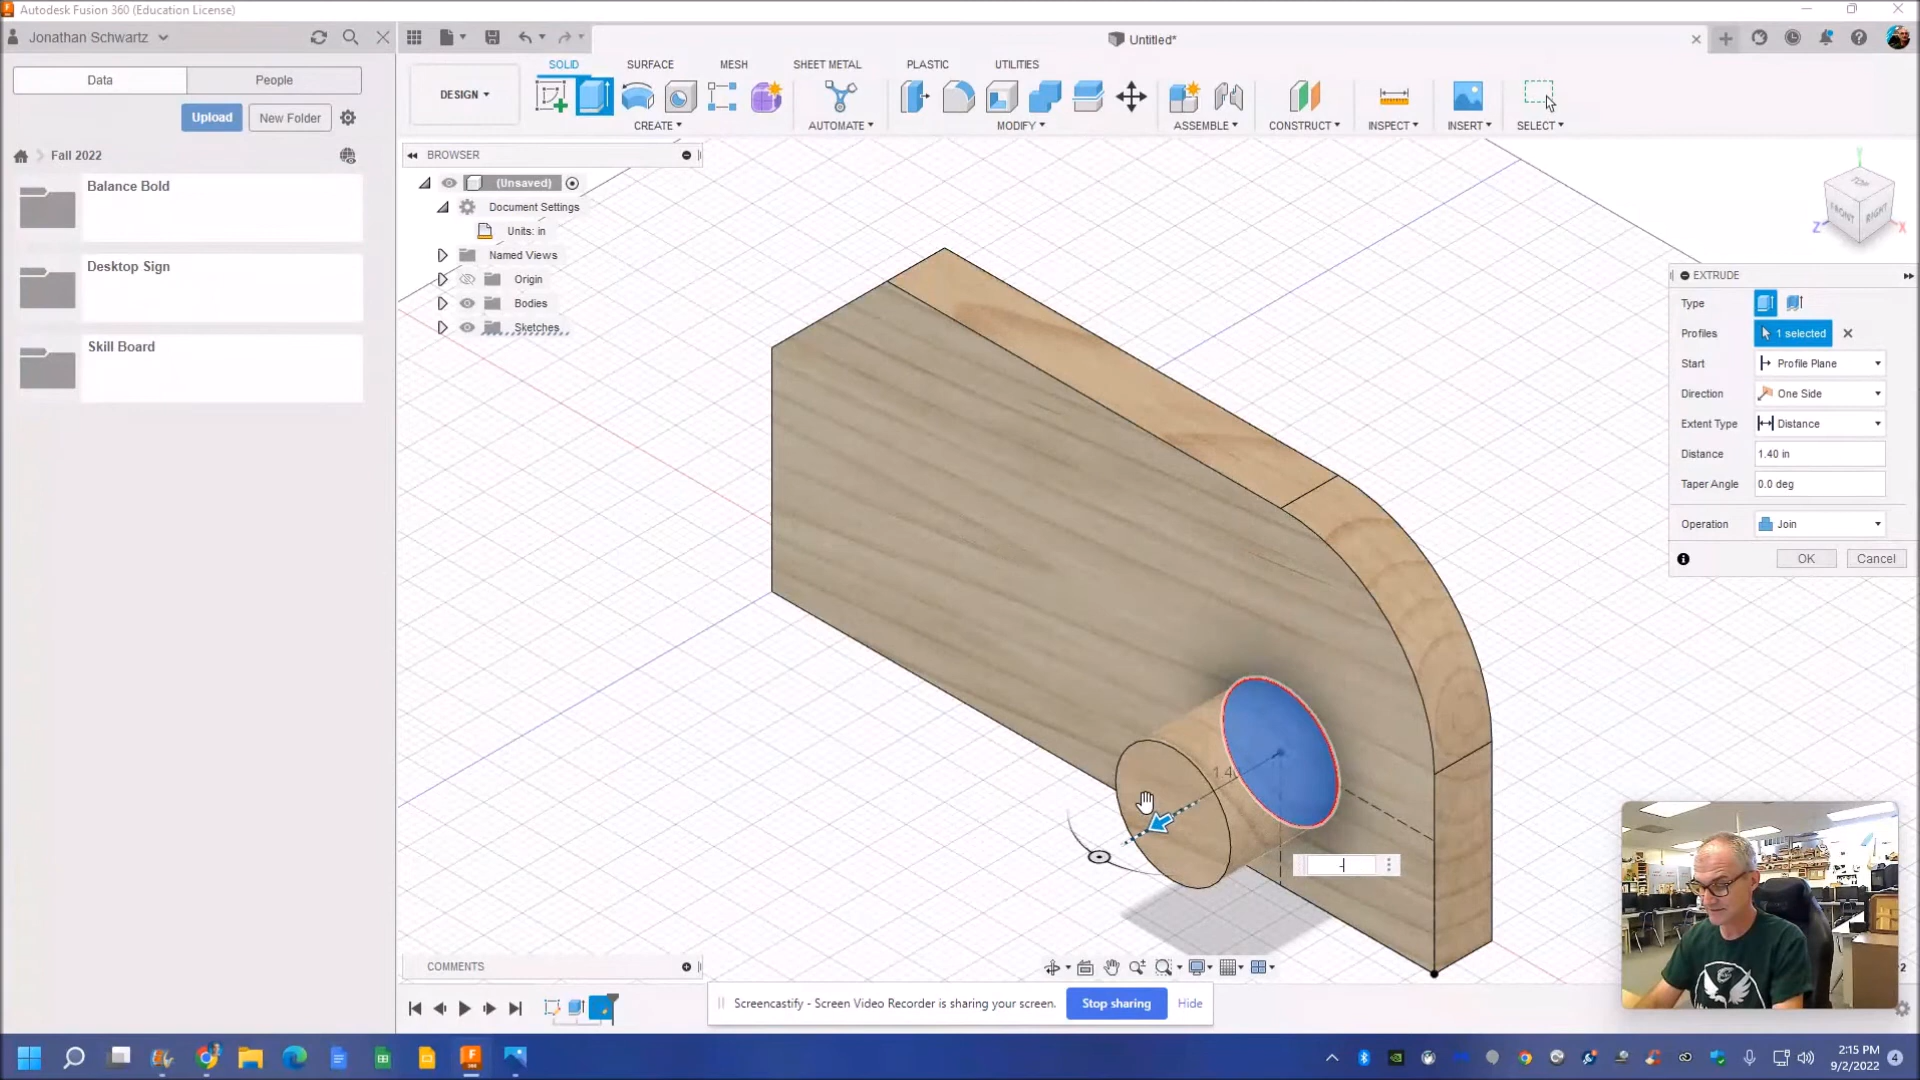 Autodesk Fusion 360 (Education License)
Jonathan Schwartz
Untitled*
Data
People
Upload
New Folder
Fall 2022
Balance Bold
Desktop Sign
Skill Board
DESIGN
SOLID
SURFACE
MESH
SHEET METAL
PLASTIC
UTILITIES
CREATE
AUTOMATE
MODIFY
ASSEMBLE
CONSTRUCT
INSPECT
INSERT
SELECT
BROWSER
(Unsaved)
Document Settings
Units: in
Named Views
Origin
Bodies
Sketches
TOP
FRONT
RIGHT
Y
Z
X
EXTRUDE
Type
Profiles
1 selected
Start
Profile Plane
Direction
One Side
Extent Type
Distance
Distance
1.40 in
Taper Angle
0.0 deg
Operation
Join
OK
Cancel
COMMENTS
Screencastify - Screen Video Recorder is sharing your screen.
Stop sharing
Hide
2:15 PM
9/2/2022
4